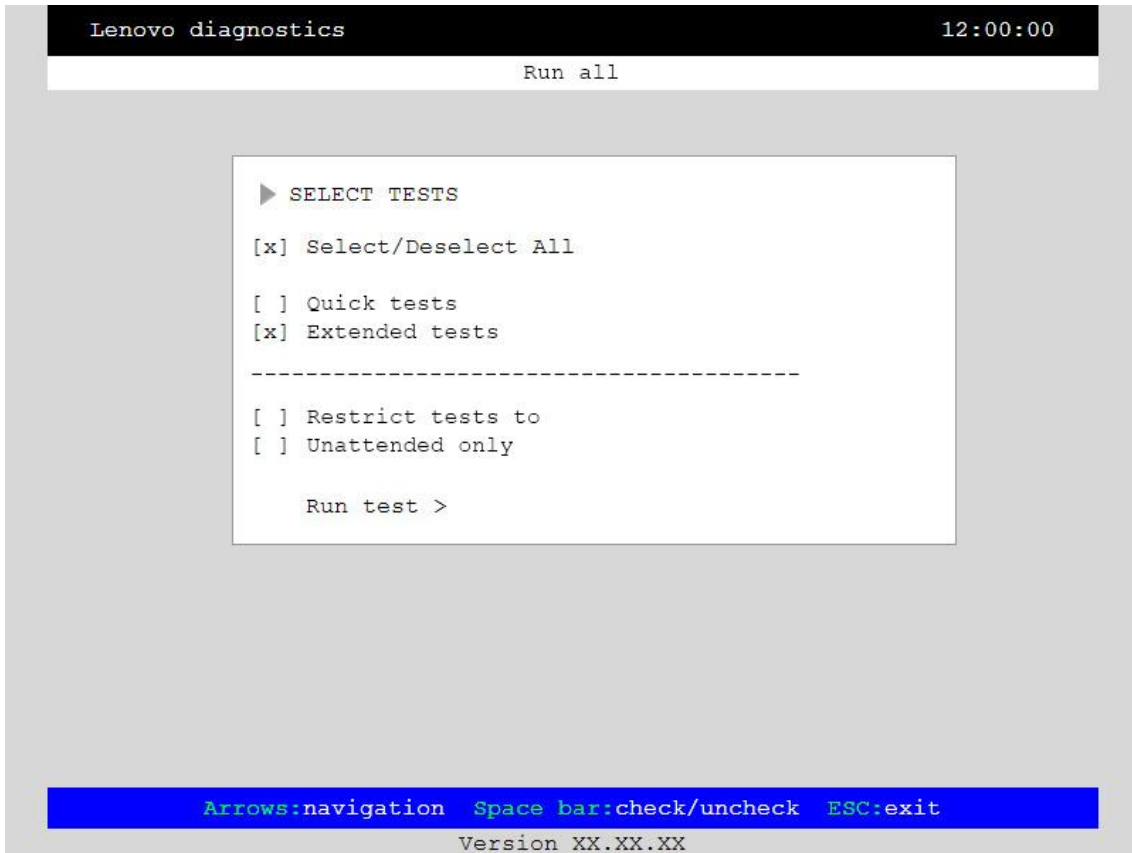 Lenovo diagnostics 12:00:00
Run all
SELECT TESTS
[x] Select/Deselect All
[ ] Quick tests
[x] Extended tests
----------------------------------------
[ ] Restrict tests to
[ ] Unattended only
Run test >
Arrows:navigation Space bar:check/uncheck ESC:exit
Version XX.XX.XX